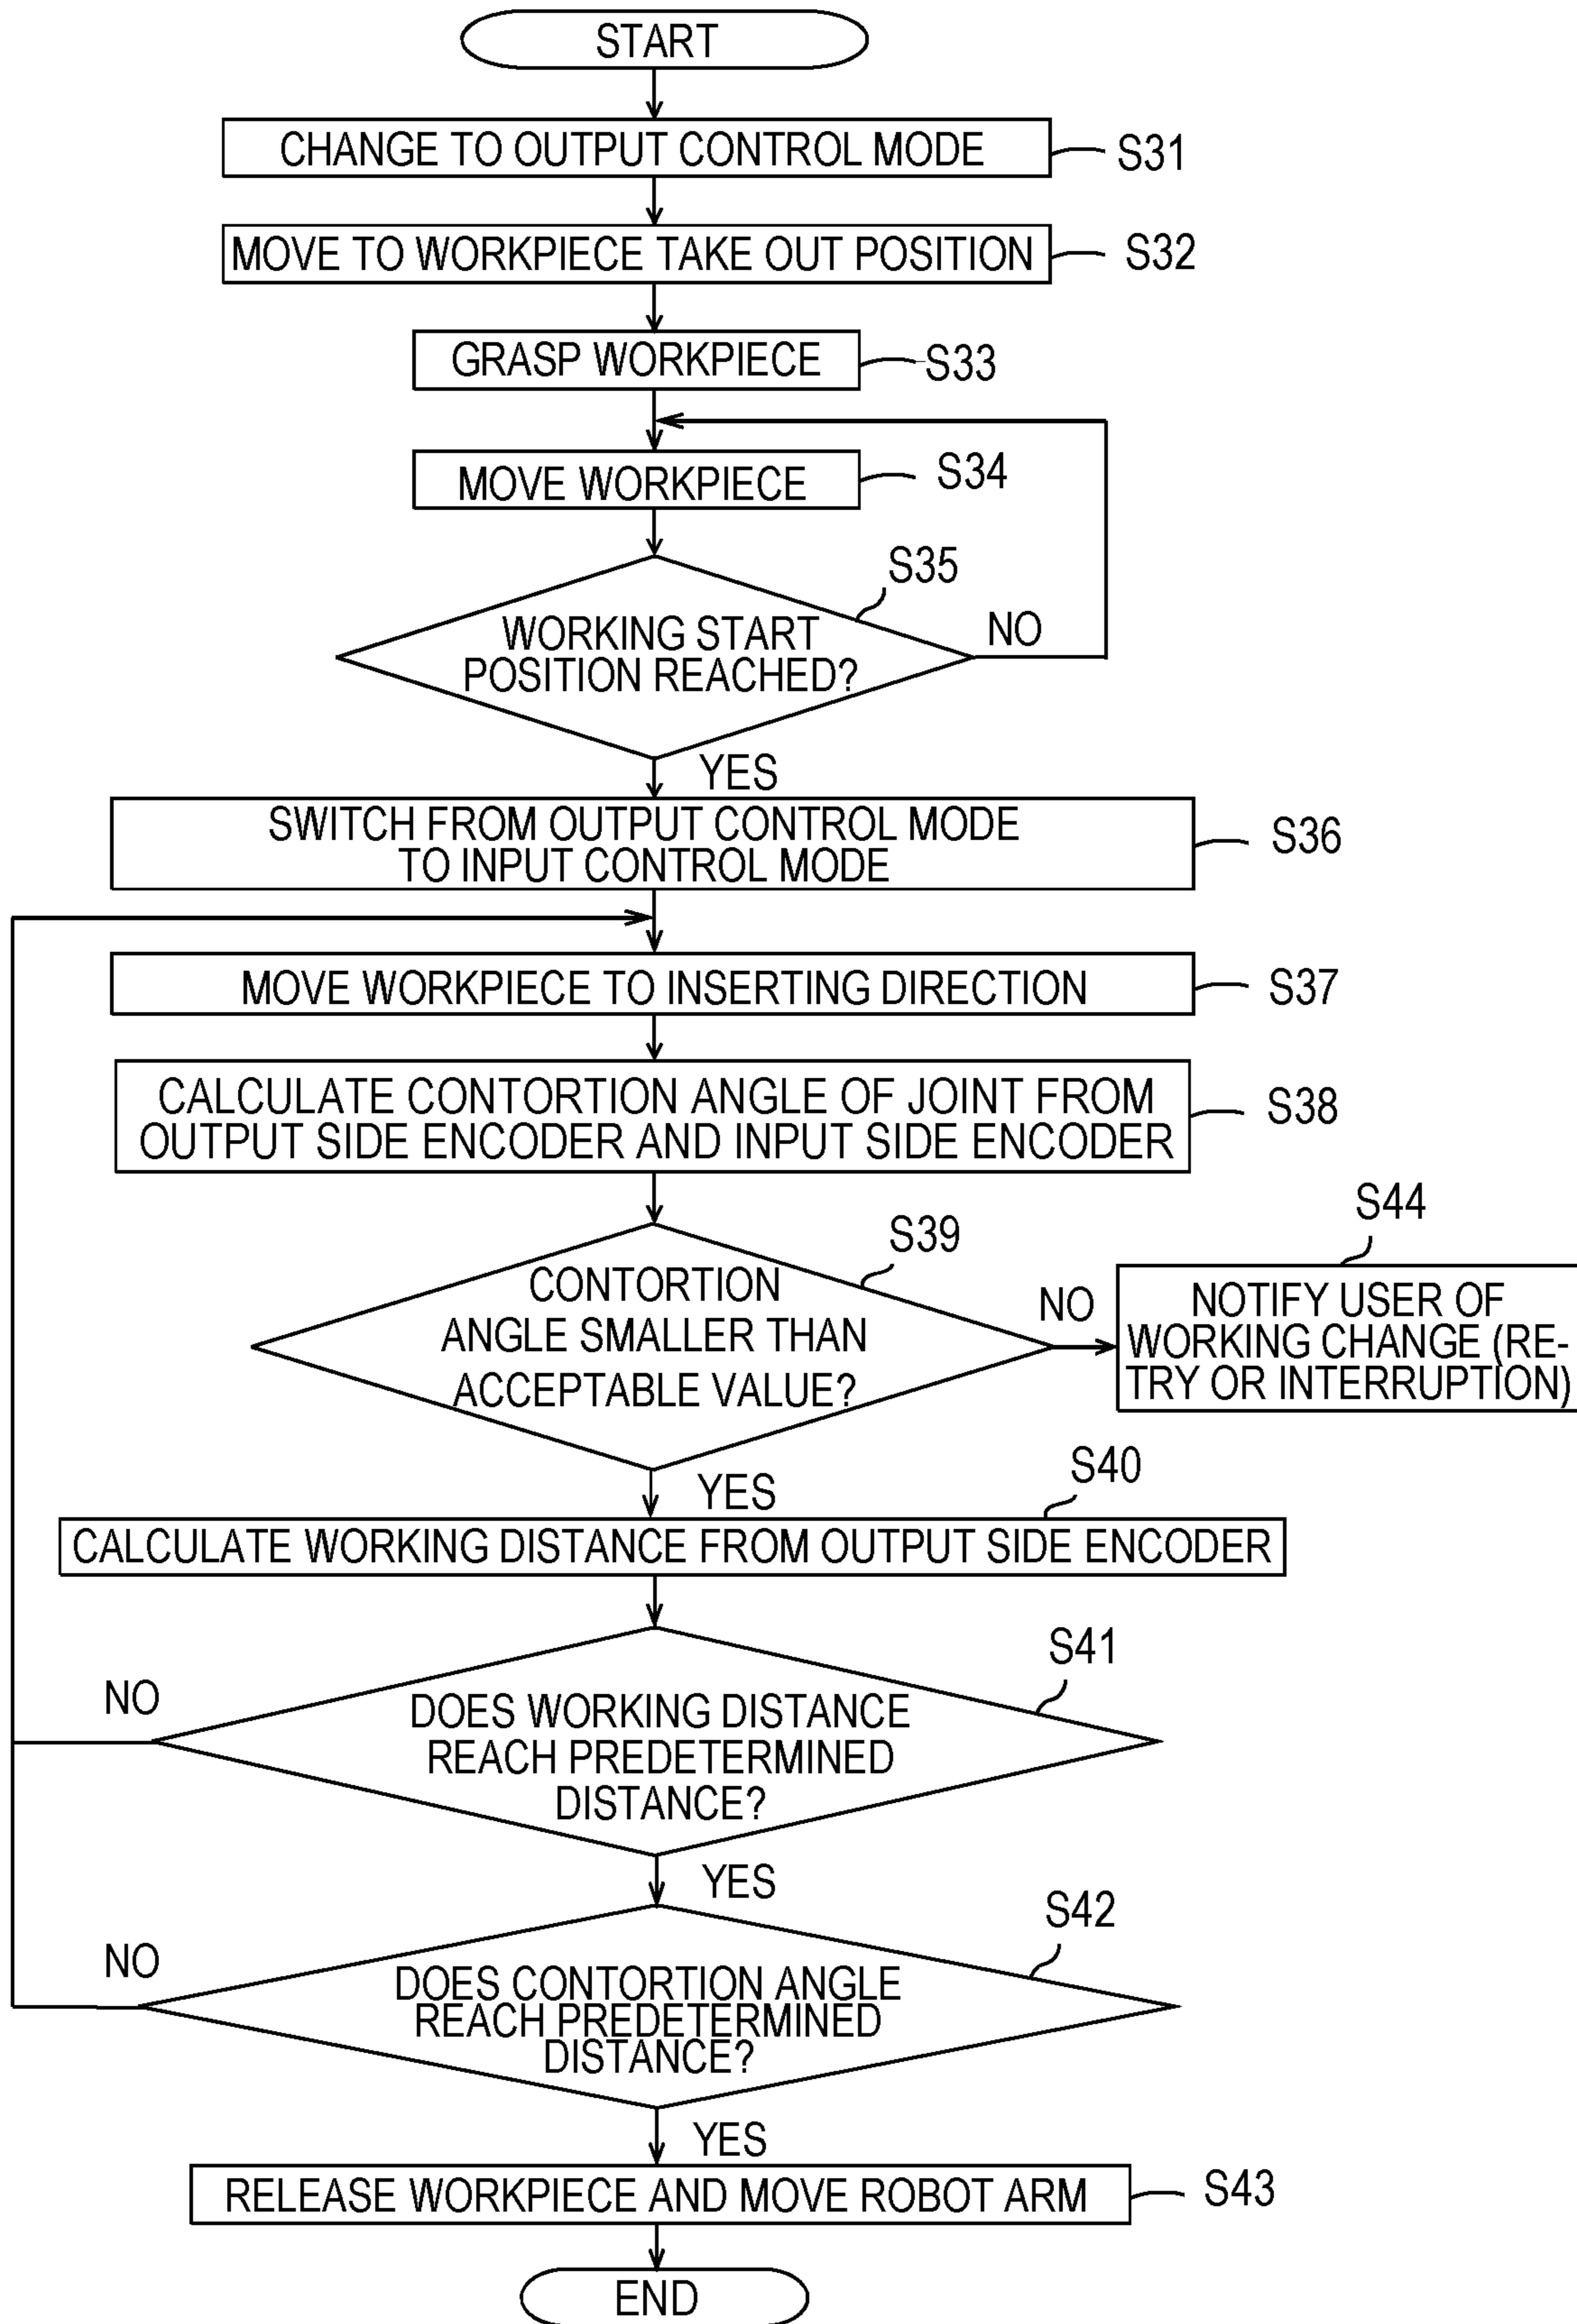 START
CHANGE TO OUTPUT CONTROL MODE
S31
MOVE TO WORKPIECE TAKE OUT POSITION
S32
GRASP WORKPIECE
S33
MOVE WORKPIECE
S34
S35
WORKING START
POSITION REACHED?
NO
YES
SWITCH FROM OUTPUT CONTROL MODE
TO INPUT CONTROL MODE
S36
MOVE WORKPIECE TO INSERTING DIRECTION
S37
CALCULATE CONTORTION ANGLE OF JOINT FROM
OUTPUT SIDE ENCODER AND INPUT SIDE ENCODER
S38
S39
CONTORTION
ANGLE SMALLER THAN
ACCEPTABLE VALUE?
NO
S44
NOTIFY USER OF
WORKING CHANGE (RE-
TRY OR INTERRUPTION)
YES
S40
CALCULATE WORKING DISTANCE FROM OUTPUT SIDE ENCODER
S41
NO
DOES WORKING DISTANCE
REACH PREDETERMINED
DISTANCE?
YES
S42
NO
DOES CONTORTION ANGLE
REACH PREDETERMINED
DISTANCE?
YES
RELEASE WORKPIECE AND MOVE ROBOT ARM
S43
END